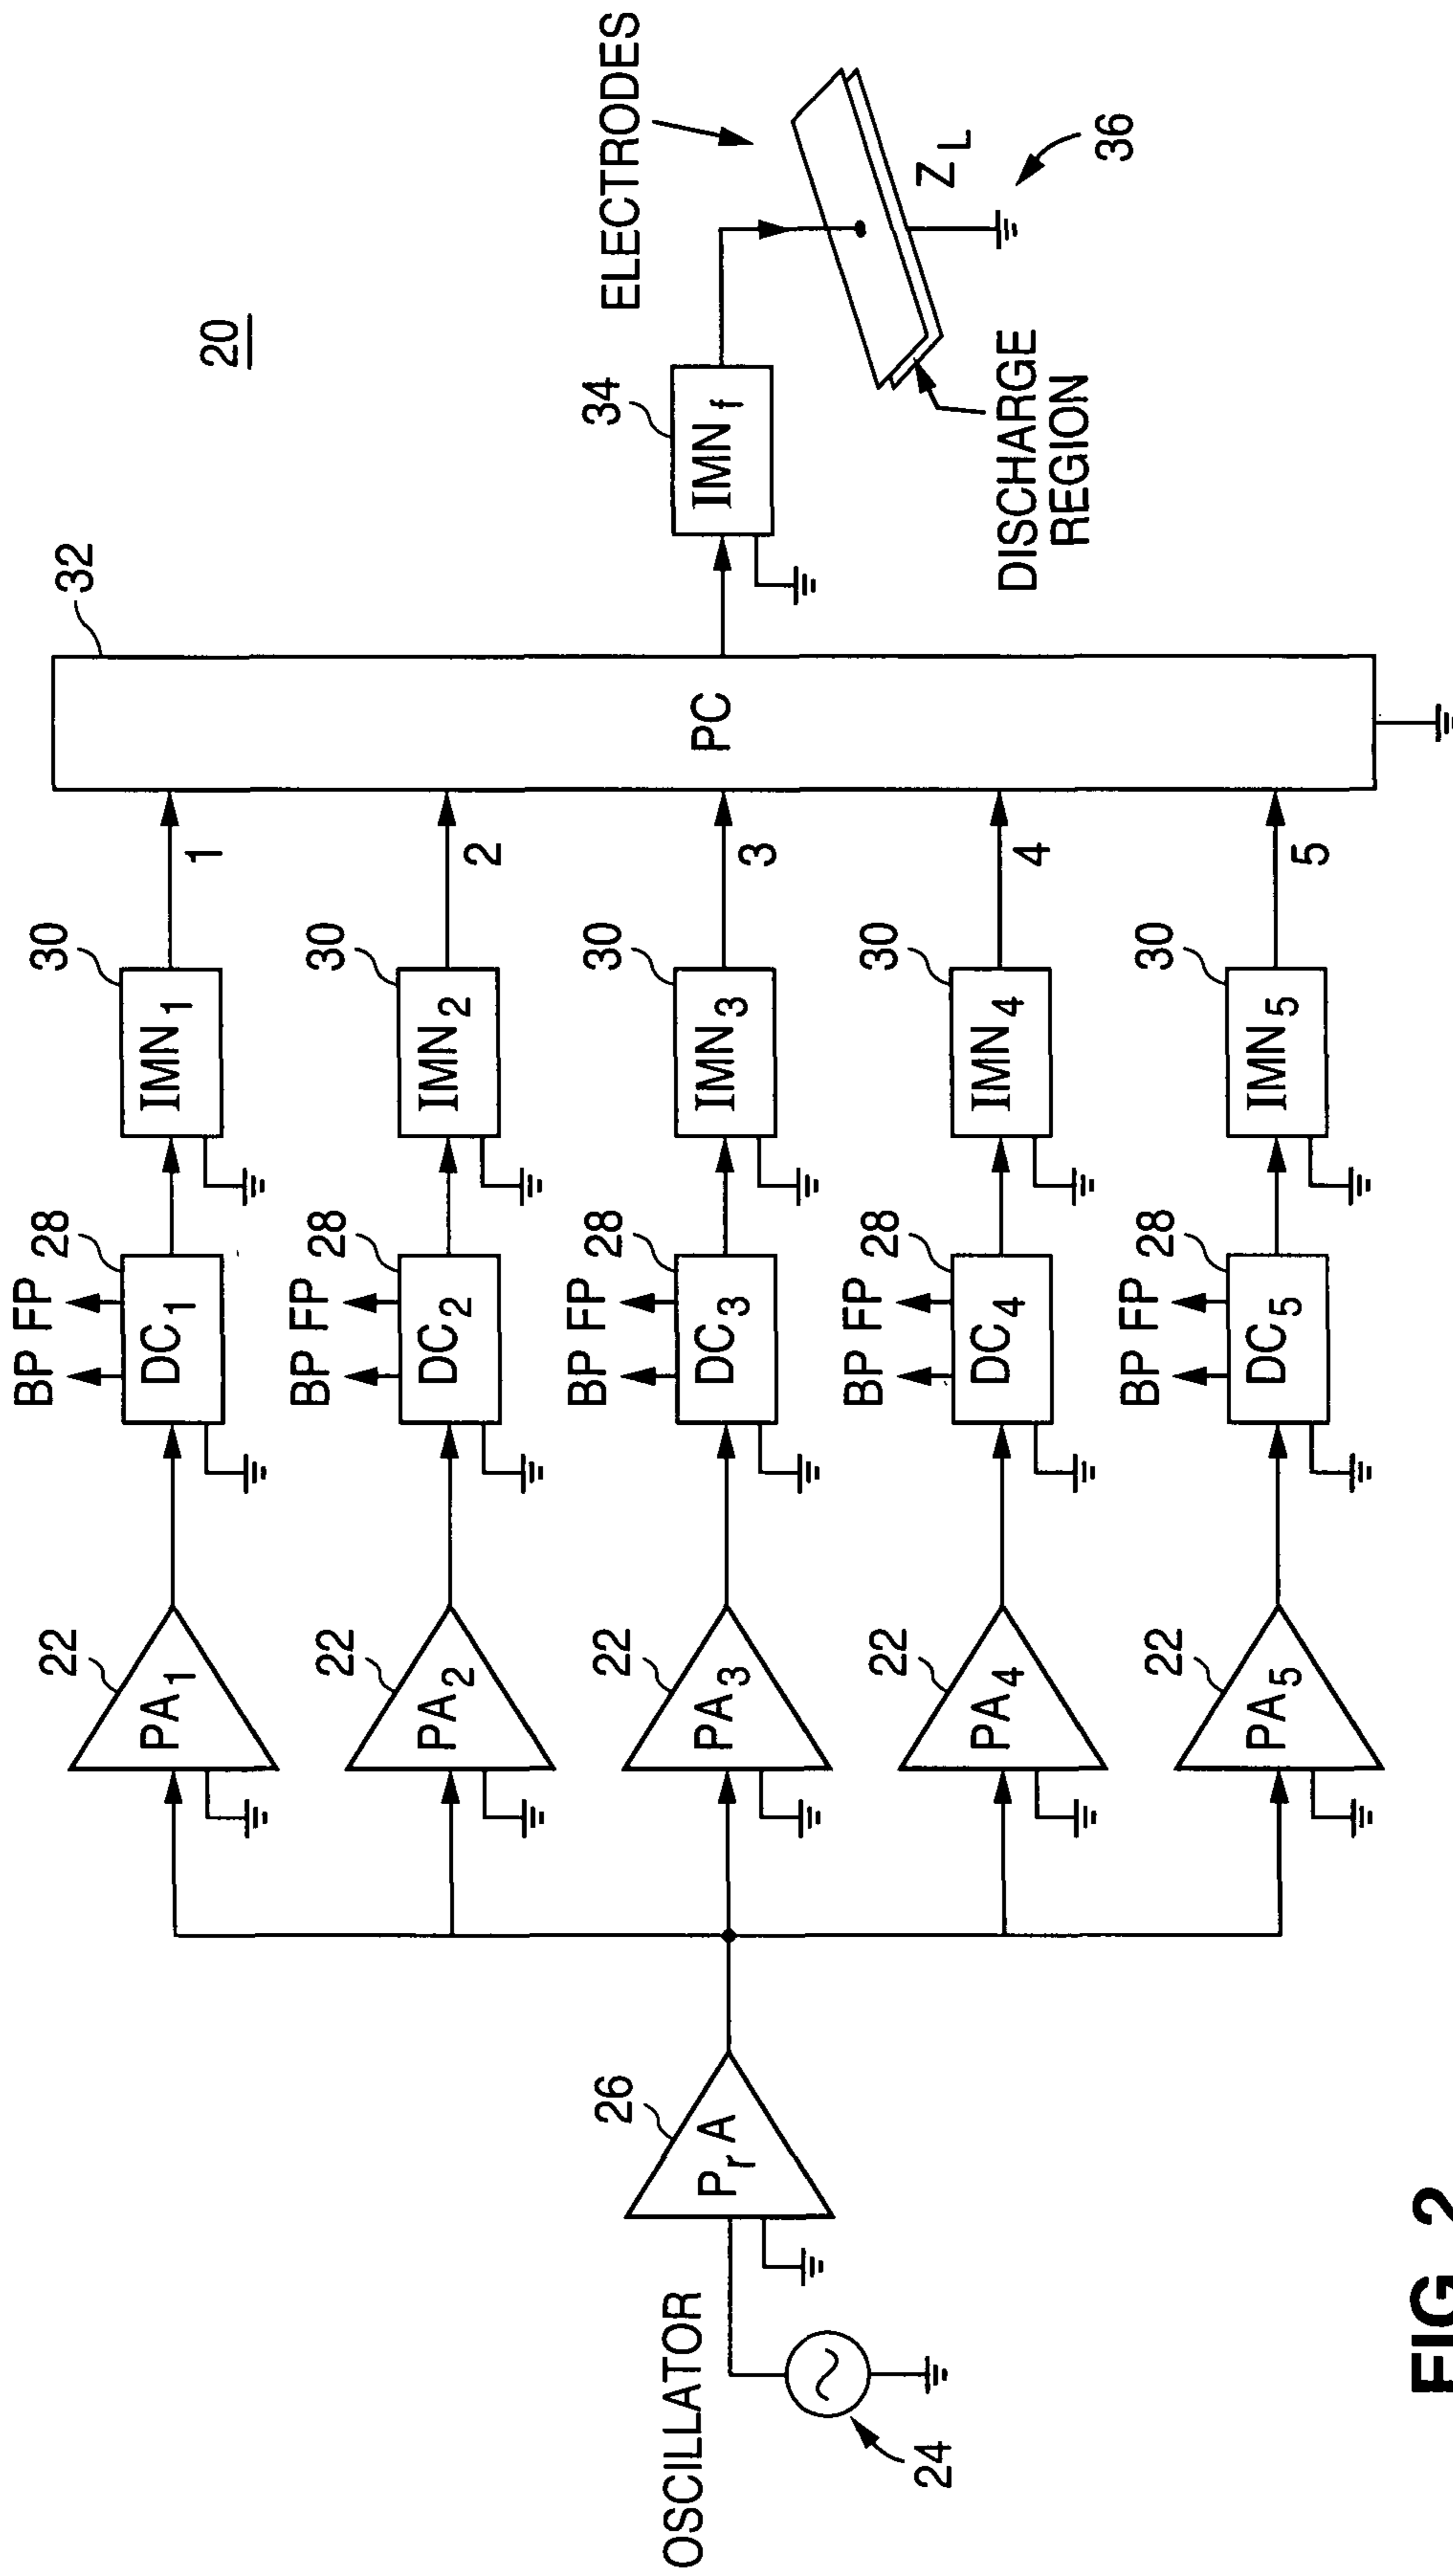 20
OSCILLATOR
24
26
PrA
22
PA1
BP FP
28
DC1
30
IMN1
1
22
PA2
BP FP
28
DC2
30
IMN2
2
22
PA3
BP FP
28
DC3
30
IMN3
3
22
PA4
BP FP
28
DC4
30
IMN4
4
22
PA5
BP FP
28
DC5
30
IMN5
5
32
PC
34
IMNf
ELECTRODES
ZL
36
DISCHARGE
REGION
FIG. 2